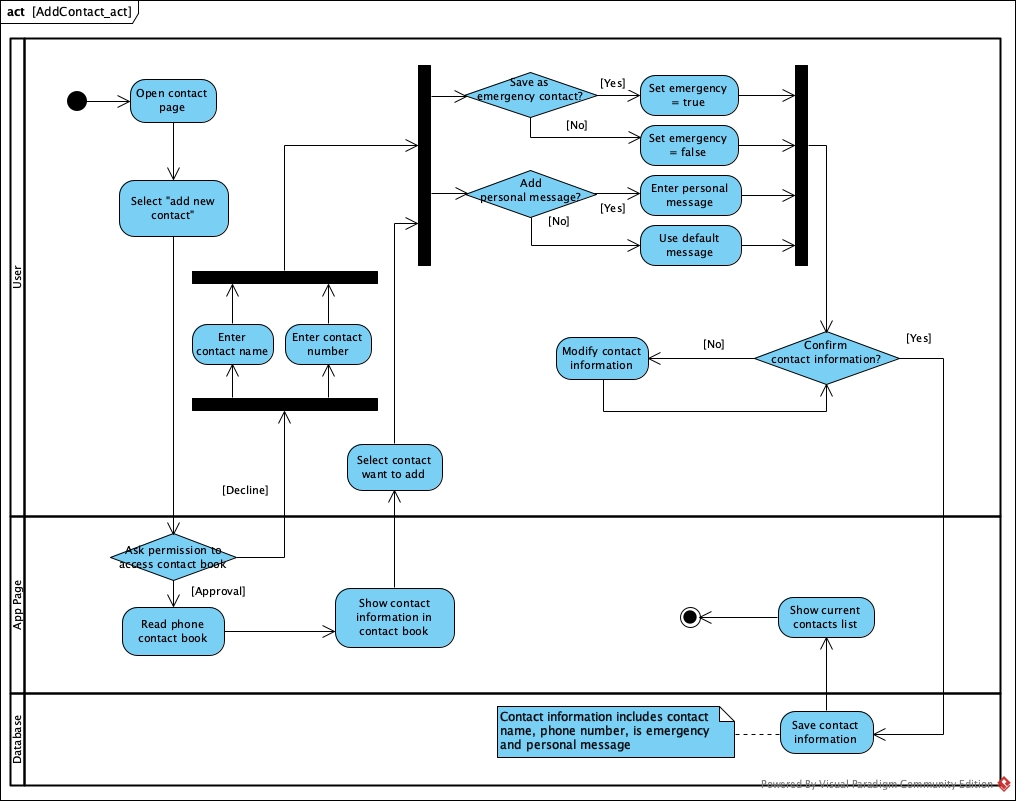 act [AddContact_act]
User
Open contact
page
Select "add new
contact"
Save as
emergency contact?
[Yes]
[No]
Set emergency
= true
Set emergency
= false
Add
personal message?
[Yes]
[No]
Enter personal
message
Use default
message
Enter
contact name
Enter contact
number
Modify contact
information
[No]
Confirm
contact information?
[Yes]
Select contact
want to add
[Decline]
App Page
Ask permission to
access contact book
[Approval]
Read phone
contact book
Show contact
information in
contact book
Show current
contacts list
Database
Contact information includes contact
name, phone number, is emergency
and personal message
Save contact
information
Powered By Visual Paradigm Community Edition